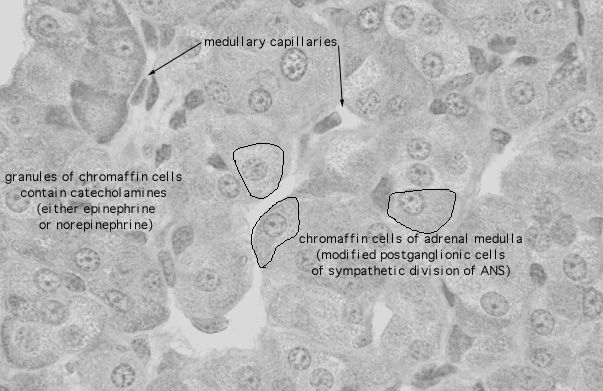 medullary capillaries
granules of chromaffin cells
contain catecholamines
(either epinephrine
or norepinephrine)
chromaffin cells of adrenal medulla
(modified postganglionic cells
of sympathetic division of ANS)